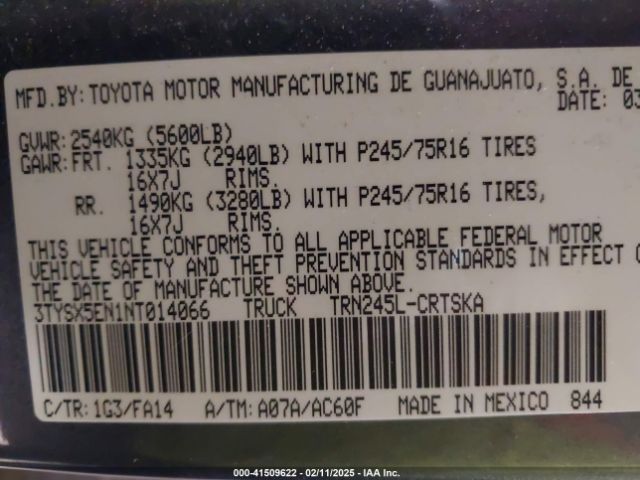 MFD.BY: TOYOTA MOTOR MANUFACTURING DE GUANAJUATO, S.A. DE
DATE: 03
GVWR: 2540KG (5600LB)
GAWR: FRT. 1335KG (2940LB) WITH P245/75R16 TIRES
16X7J RIMS.
RR. 1490KG (3280LB) WITH P245/75R16 TIRES,
16X7J RIMS.
THIS VEHICLE CONFORMS TO ALL APPLICABLE FEDERAL MOTOR
VEHICLE SAFETY AND THEFT PREVENTION STANDARDS IN EFFECT
THE DATE OF MANUFACTURE SHOWN ABOVE.
3TYSX5EN1NT014066 TRUCK TRN245L-CRTSKA
C/TR: 1G3/FA14 A/TM: A07A/AC60F MADE IN MEXICO 844
000-41509622 - 02/11/2025 - IAA Inc.